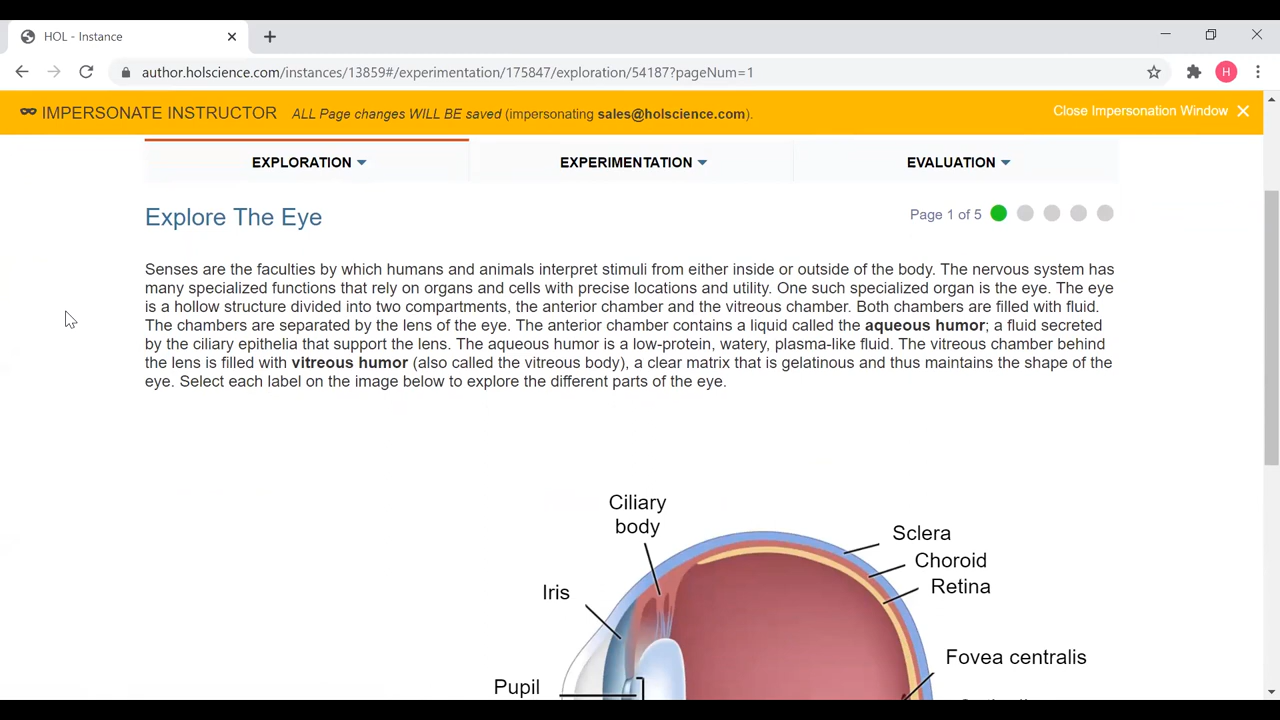 HOL - Instance
author.holscience.com/instances/13859#/experimentation/175847/exploration/54187?pageNum=1
H
IMPERSONATE INSTRUCTOR ALL Page changes WILL BE saved (impersonating sales@holscience.com).
Close Impersonation Window
EXPLORATION
EXPERIMENTATION
EVALUATION
Explore The Eye
Page 1 of 5
Senses are the faculties by which humans and animals interpret stimuli from either inside or outside of the body. The nervous system has
many specialized functions that rely on organs and cells with precise locations and utility. One such specialized organ is the eye. The eye
is a hollow structure divided into two compartments, the anterior chamber and the vitreous chamber. Both chambers are filled with fluid.
The chambers are separated by the lens of the eye. The anterior chamber contains a liquid called the aqueous humor; a fluid secreted
by the ciliary epithelia that support the lens. The aqueous humor is a low-protein, watery, plasma-like fluid. The vitreous chamber behind
the lens is filled with vitreous humor (also called the vitreous body), a clear matrix that is gelatinous and thus maintains the shape of the
eye. Select each label on the image below to explore the different parts of the eye.
Ciliary
body
Sclera
Choroid
Retina
Iris
Fovea centralis
Pupil